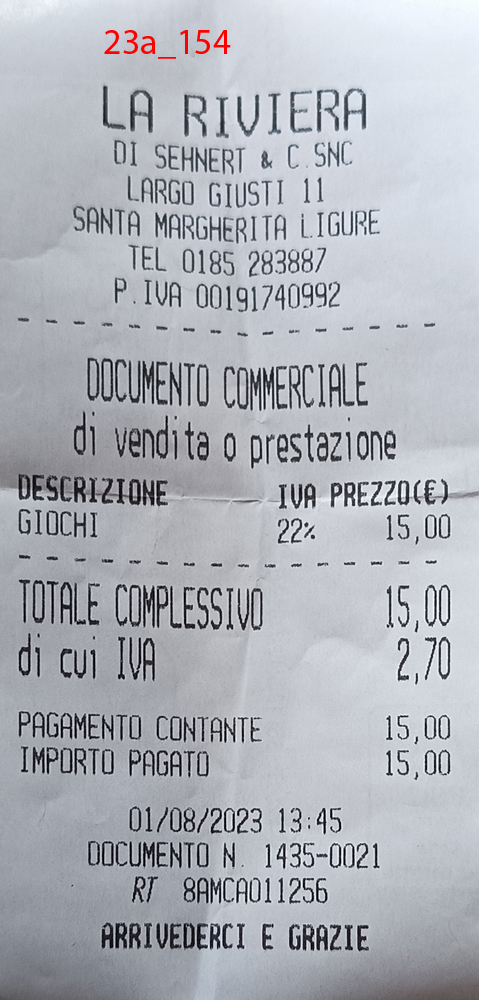 23a_154
LA RIVIERA
DI SEHNERT & C.SNC
LARGO GIUSTI 11
SANTA MARGHERITA LIGURE
TEL 0185 283887
P.IVA 00191740992
- - - - - - - - - - - - - - - -
DOCUMENTO COMMERCIALE
di vendita o prestazione
DESCRIZIONE IVA PREZZO(€)
GIOCHI 22% 15,00
- - - - - - - - - - - - - - - - -
TOTALE COMPLESSIVO 15,00
di cui IVA 2,70
PAGAMENTO CONTANTE 15,00
IMPORTO PAGATO 15,00
01/08/2023 13:45
DOCUMENTO N. 1435-0021
RT 8AMCA011256
ARRIVEDERCI E GRAZIE